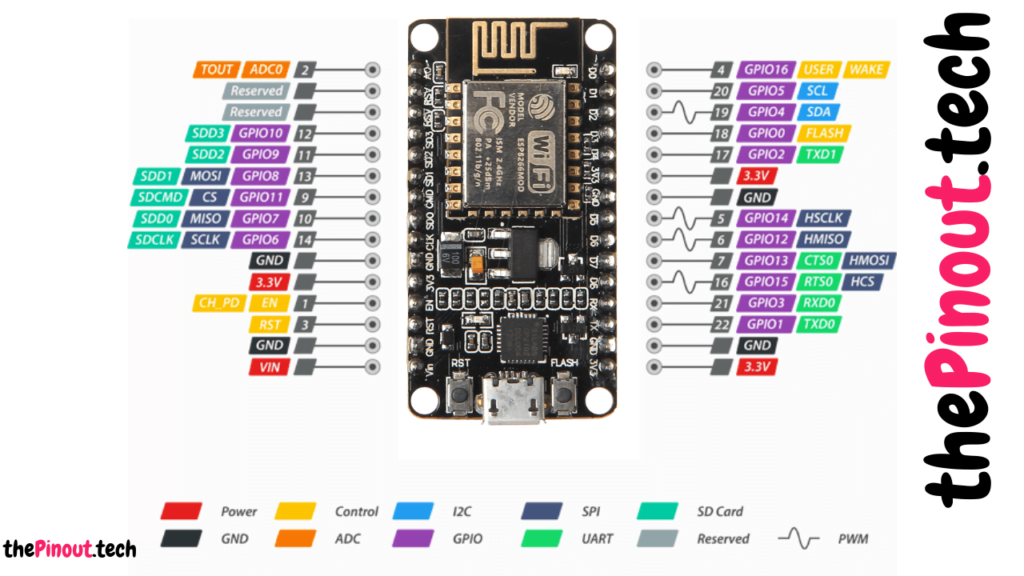 TOUT ADC0 2
Reserved
Reserved
SDD3 GPIO10 12
SDD2 GPIO9 11
SDD1 MOSI GPIO8 13
SDCMD CS GPIO11 9
SDD0 MISO GPIO7 10
SDCLK SCLK GPIO6 14
GND
3.3V
CH_PD EN 1
RST 3
GND
VIN
A0
RSV
RSV
SD3
SD2
SD1
CMD
SD0
CLK
GND
3V3
EN
RST
GND
Vin
MODEL
VENDOR
ESP8266MOD
WiFi
FC
ISM 2.4GHz
PA +25dBm
802.11b/g/n
RST
FLASH
D0
D1
D2
D3
D4
3V3
GND
D5
D6
D7
D8
RX
TX
GND
3V3
4 GPIO16 USER WAKE
20 GPIO5 SCL
19 GPIO4 SDA
18 GPIO0 FLASH
17 GPIO2 TXD1
3.3V
GND
5 GPIO14 HSCLK
6 GPIO12 HMISO
7 GPIO13 CTS0 HMOSI
16 GPIO15 RTS0 HCS
21 GPIO3 RXD0
22 GPIO1 TXD0
GND
3.3V
thePinout.tech
Power Control I2C SPI SD Card
GND ADC GPIO UART Reserved PWM
thePinout.tech